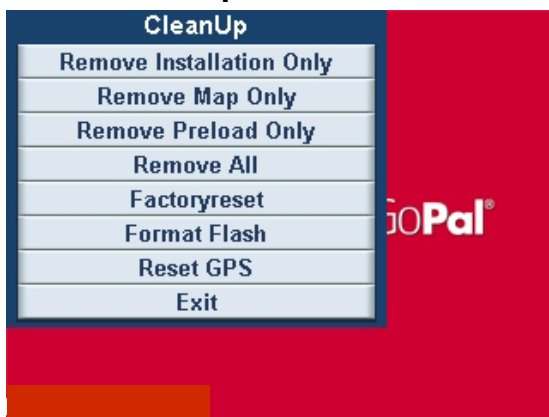 CleanUp
Remove Installation Only
Remove Map Only
Remove Preload Only
Remove All
Factoryreset
Format Flash
Reset GPS
Exit
GoPal®